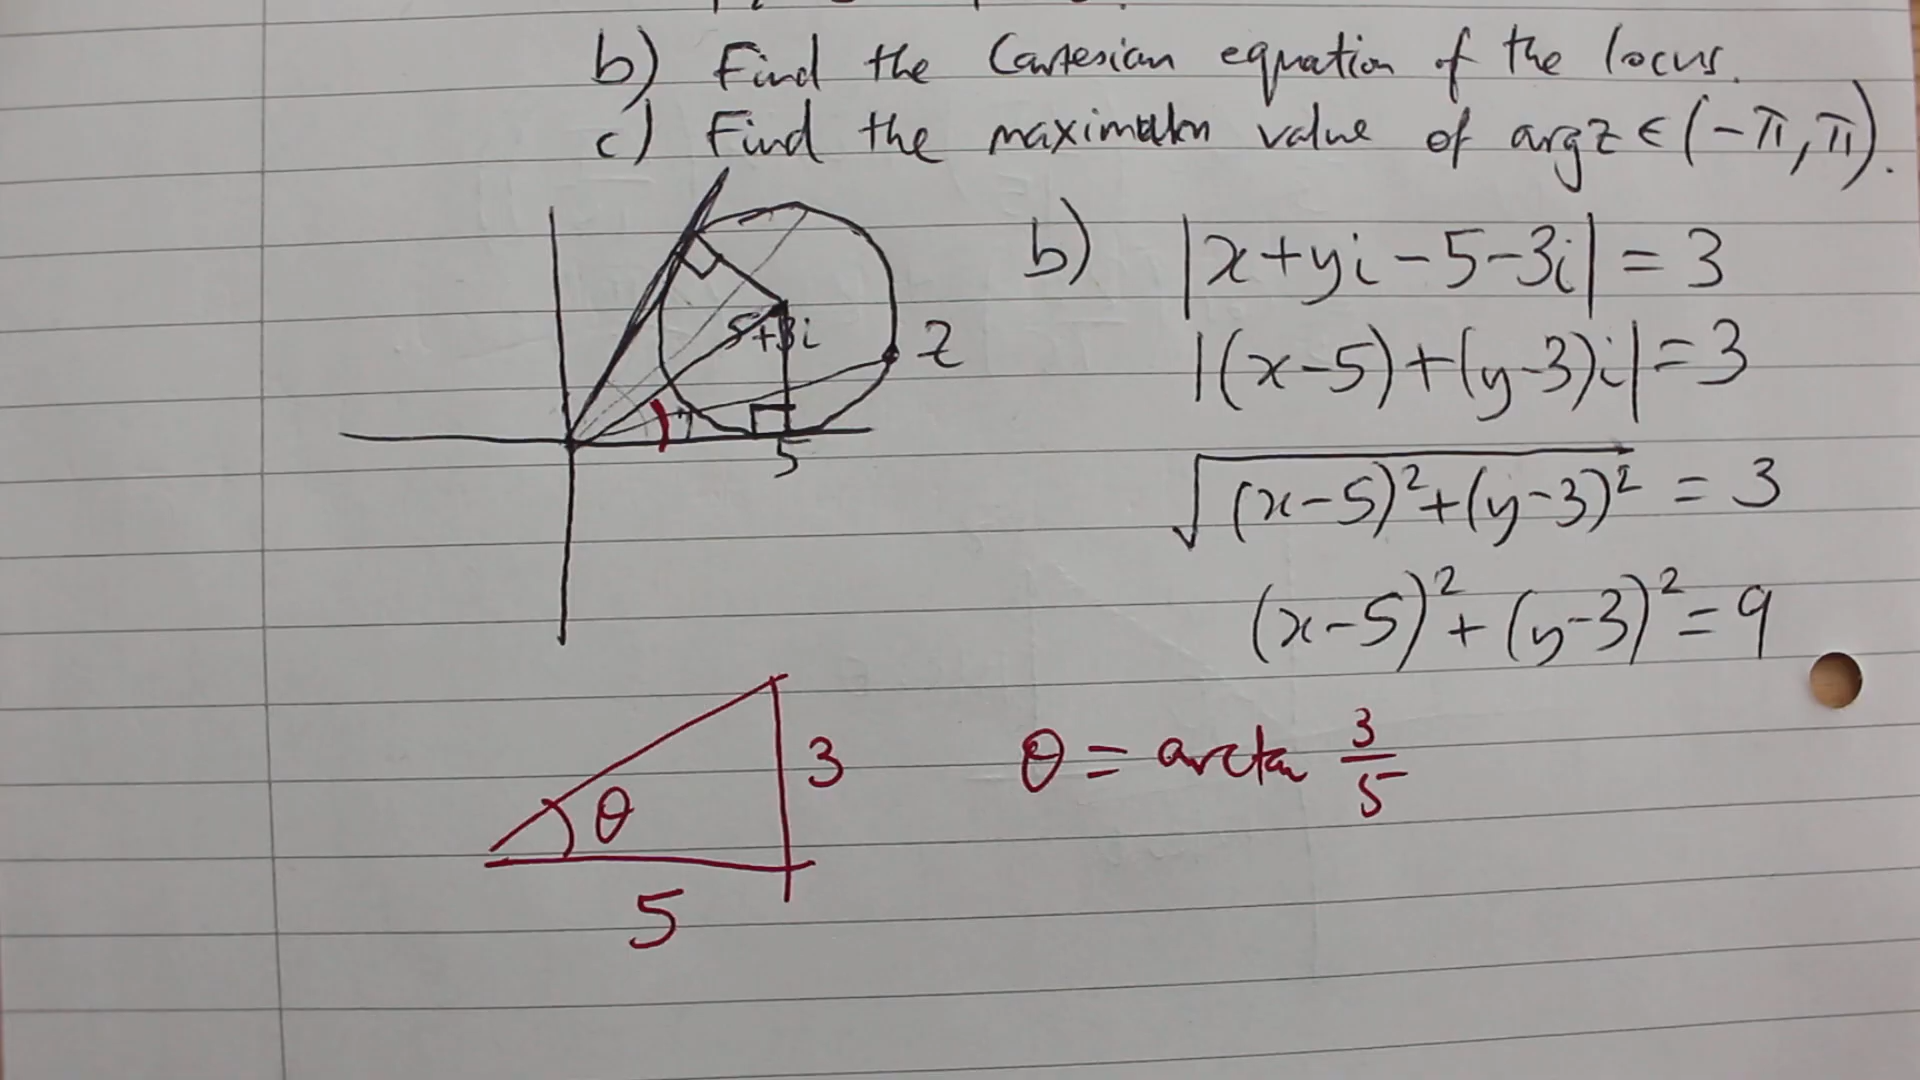 b) Find the Cartesian equation of the locus.
c) Find the maximum value of arg z ∈ (-π, π).
b) |x+yi-5-3i| = 3
5+3i
z
|(x-5)+(y-3)i| = 3
5
√((x-5)²+(y-3)²) = 3
(x-5)²+(y-3)² = 9
3
θ
θ = arctan 3/5
5